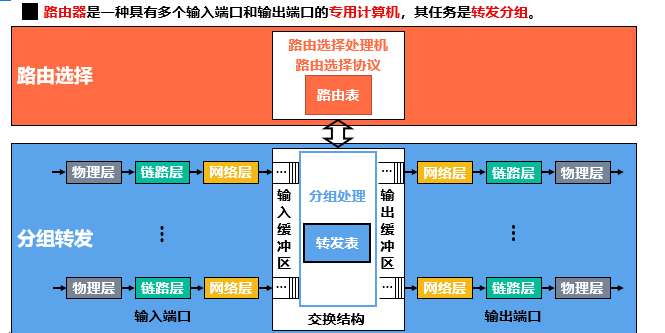 路由器是一种具有多个输入端口和输出端口的专用计算机，其任务是转发分组。
路由选择处理机
路由选择协议
路由表
路由选择
物理层 链路层 网络层 … … 网络层 链路层 物理层
分组处理
输入缓冲区
输出缓冲区
转发表
分组转发
物理层 链路层 网络层 … … 网络层 链路层 物理层
输入端口 交换结构 输出端口